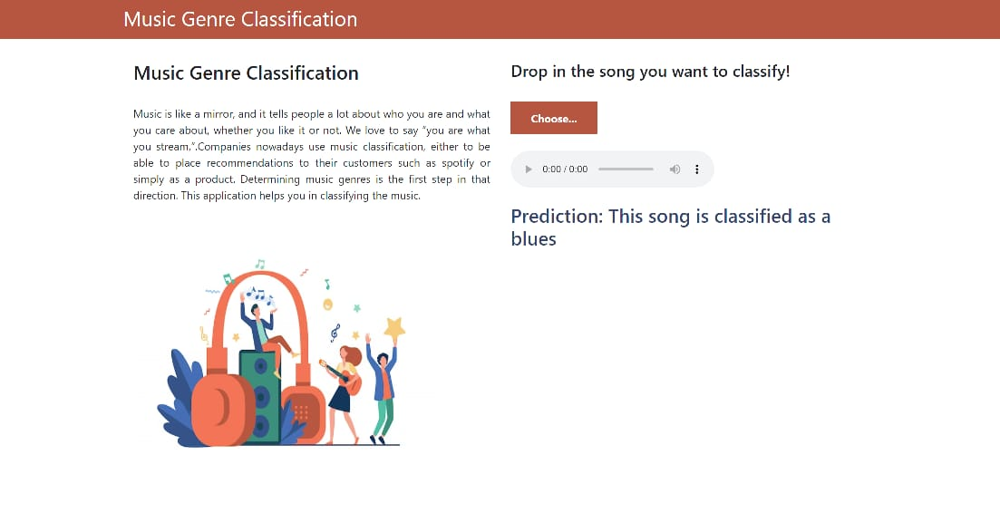 Music Genre Classification
Music Genre Classification
Music is like a mirror, and it tells people a lot about who you are and what
you care about, whether you like it or not. We love to say “you are what
you stream,”.Companies nowadays use music classification, either to be
able to place recommendations to their customers such as spotify or
simply as a product. Determining music genres is the first step in that
direction. This application helps you in classifying the music.
Drop in the song you want to classify!
Choose...
0:00 / 0:00
Prediction: This song is classified as a
blues